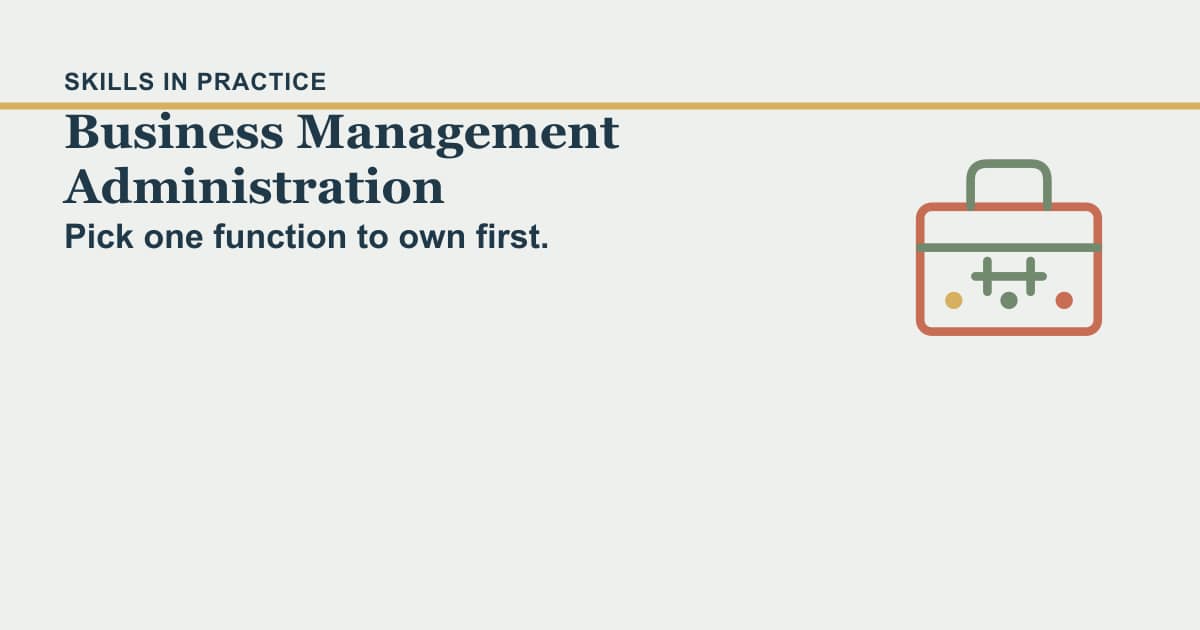 SKILLS IN PRACTICE
Business Management
Administration
Pick one function to own first.